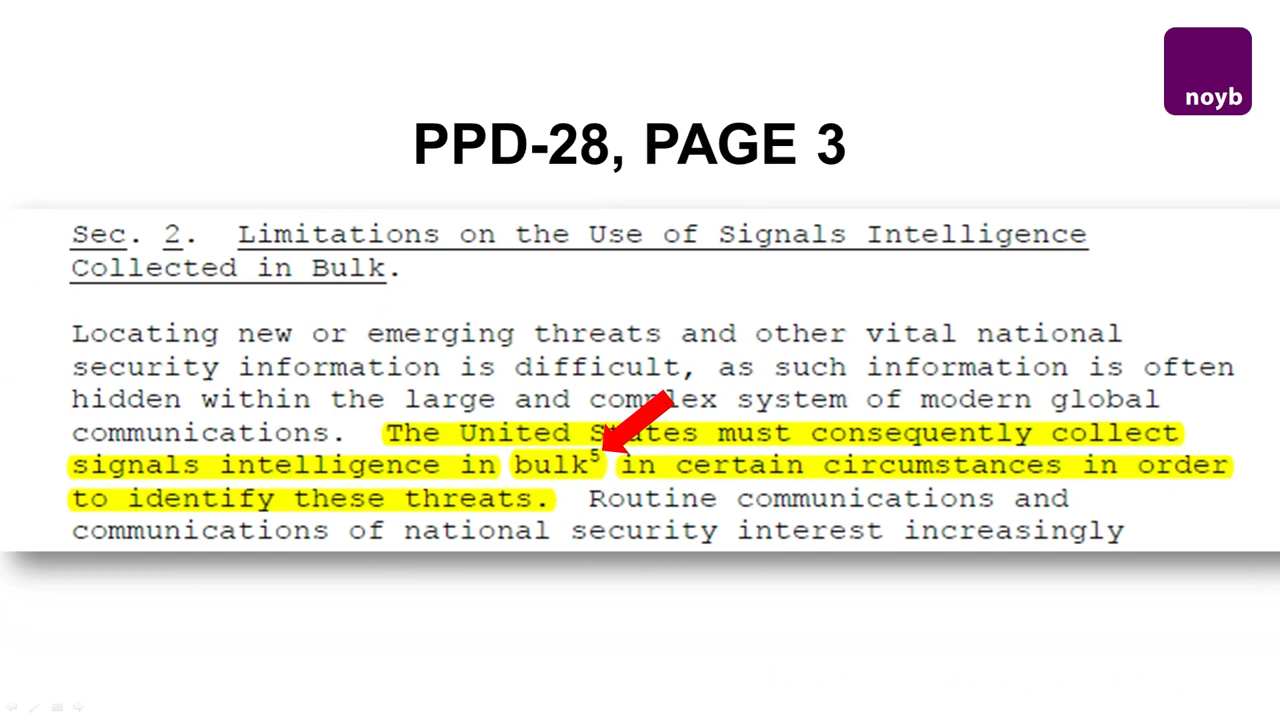 noyb
PPD-28, PAGE 3
Sec. 2. Limitations on the Use of Signals Intelligence
Collected in Bulk.
Locating new or emerging threats and other vital national
security information is difficult, as such information is often
hidden within the large and complex system of modern global
communications. The United States must consequently collect
signals intelligence in bulk⁵ in certain circumstances in order
to identify these threats. Routine communications and
communications of national security interest increasingly